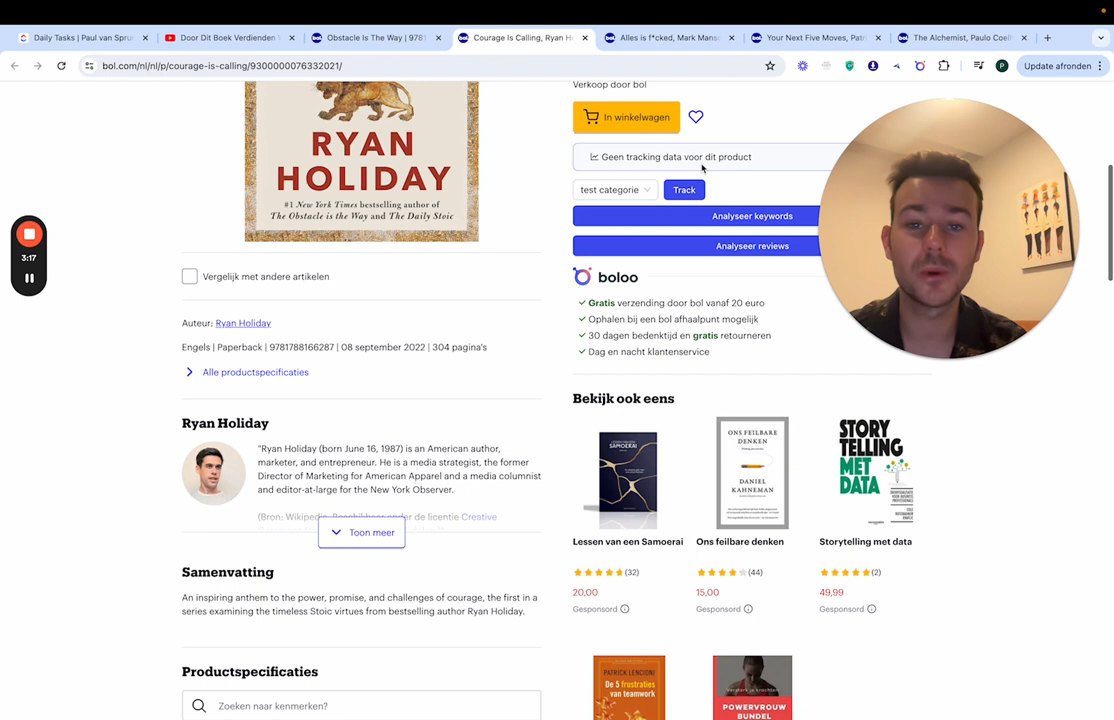 Daily Tasks | Paul van Spru
Door Dit Boek Verdienden
Obstacle Is The Way | 9781
Courage Is Calling, Ryan H
Alles is f*cked, Mark Mans
Your Next Five Moves, Patr
The Alchemist, Paulo Coel
bol.com/nl/nl/p/courage-is-calling/9300000076332021/
P
Update afronden
Verkoop door bol
In winkelwagen
Geen tracking data voor dit product
test categorie
Track
Analyseer keywords
Analyseer reviews
boloo
Gratis verzending door bol vanaf 20 euro
Ophalen bij een bol afhaalpunt mogelijk
30 dagen bedenktijd en gratis retourneren
Dag en nacht klantenservice
3:17
RYAN
HOLIDAY
#1 New York Times bestselling author of
The Obstacle is the Way and The Daily Stoic
Vergelijk met andere artikelen
Auteur: Ryan Holiday
Engels | Paperback | 9781788166287 | 08 september 2022 | 304 pagina's
Alle productspecificaties
Ryan Holiday
"Ryan Holiday (born June 16, 1987) is an American author,
marketer, and entrepreneur. He is a media strategist, the former
Director of Marketing for American Apparel and a media columnist
and editor-at-large for the New York Observer.
(Bron: Wikipedia. Beschikbaar onder de licentie Creative
Toon meer
Samenvatting
An inspiring anthem to the power, promise, and challenges of courage, the first in a
series examining the timeless Stoic virtues from bestselling author Ryan Holiday.
Productspecificaties
Zoeken naar kenmerken?
Bekijk ook eens
LESSEN VAN EEN
SAMOERAI
ONS FEILBARE
DENKEN
DANIEL
KAHNEMAN
STORY
TELLING
MET
DATA
Lessen van een Samoerai
Ons feilbare denken
Storytelling met data
(32)
(44)
(2)
20,00
15,00
49,99
Gesponsord
Gesponsord
Gesponsord
PATRICK LENCIONI
De 5 frustraties
van teamwork
POWERVROUW
BUNDEL